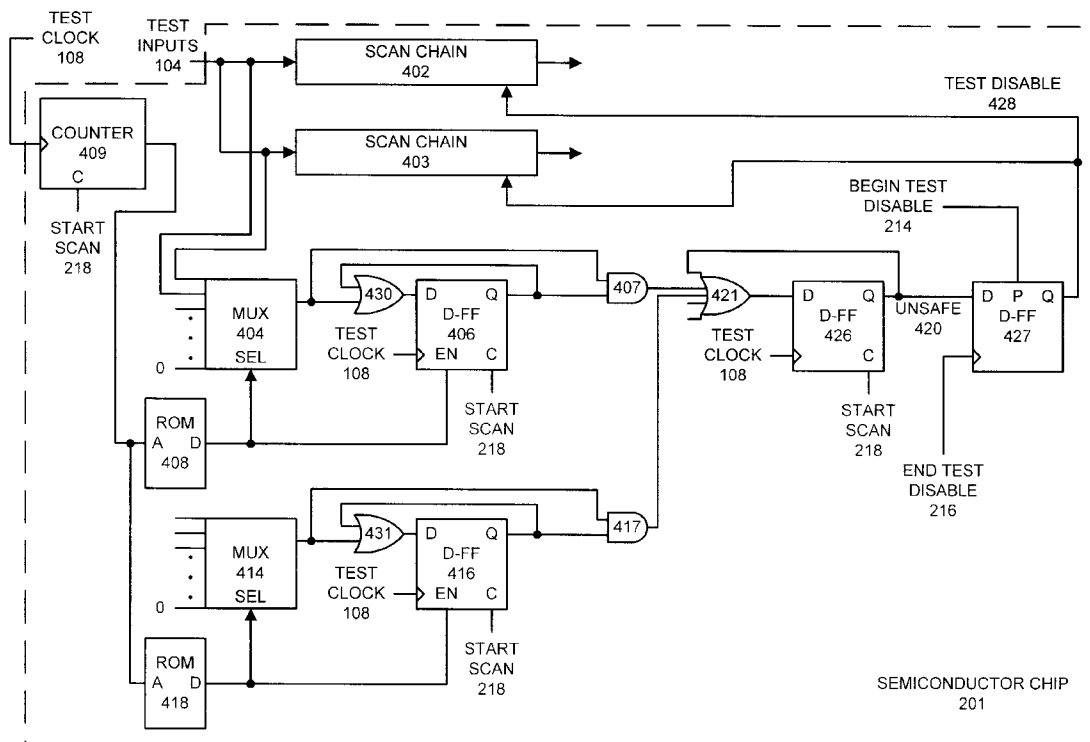 TEST
CLOCK
108
TEST
INPUTS
104
SCAN CHAIN
402
TEST DISABLE
428
COUNTER
409
C
SCAN CHAIN
403
START
SCAN
218
BEGIN TEST
DISABLE
214
MUX
404
SEL
0
430
D Q
D-FF
406
EN C
TEST
CLOCK
108
407
421
D Q
D-FF
426
C
TEST
CLOCK
108
UNSAFE
420
D P Q
D-FF
427
START
SCAN
218
START
SCAN
218
ROM
A D
408
END TEST
DISABLE
216
MUX
414
SEL
0
431
D Q
D-FF
416
EN C
TEST
CLOCK
108
417
START
SCAN
218
ROM
A D
418
SEMICONDUCTOR CHIP
201